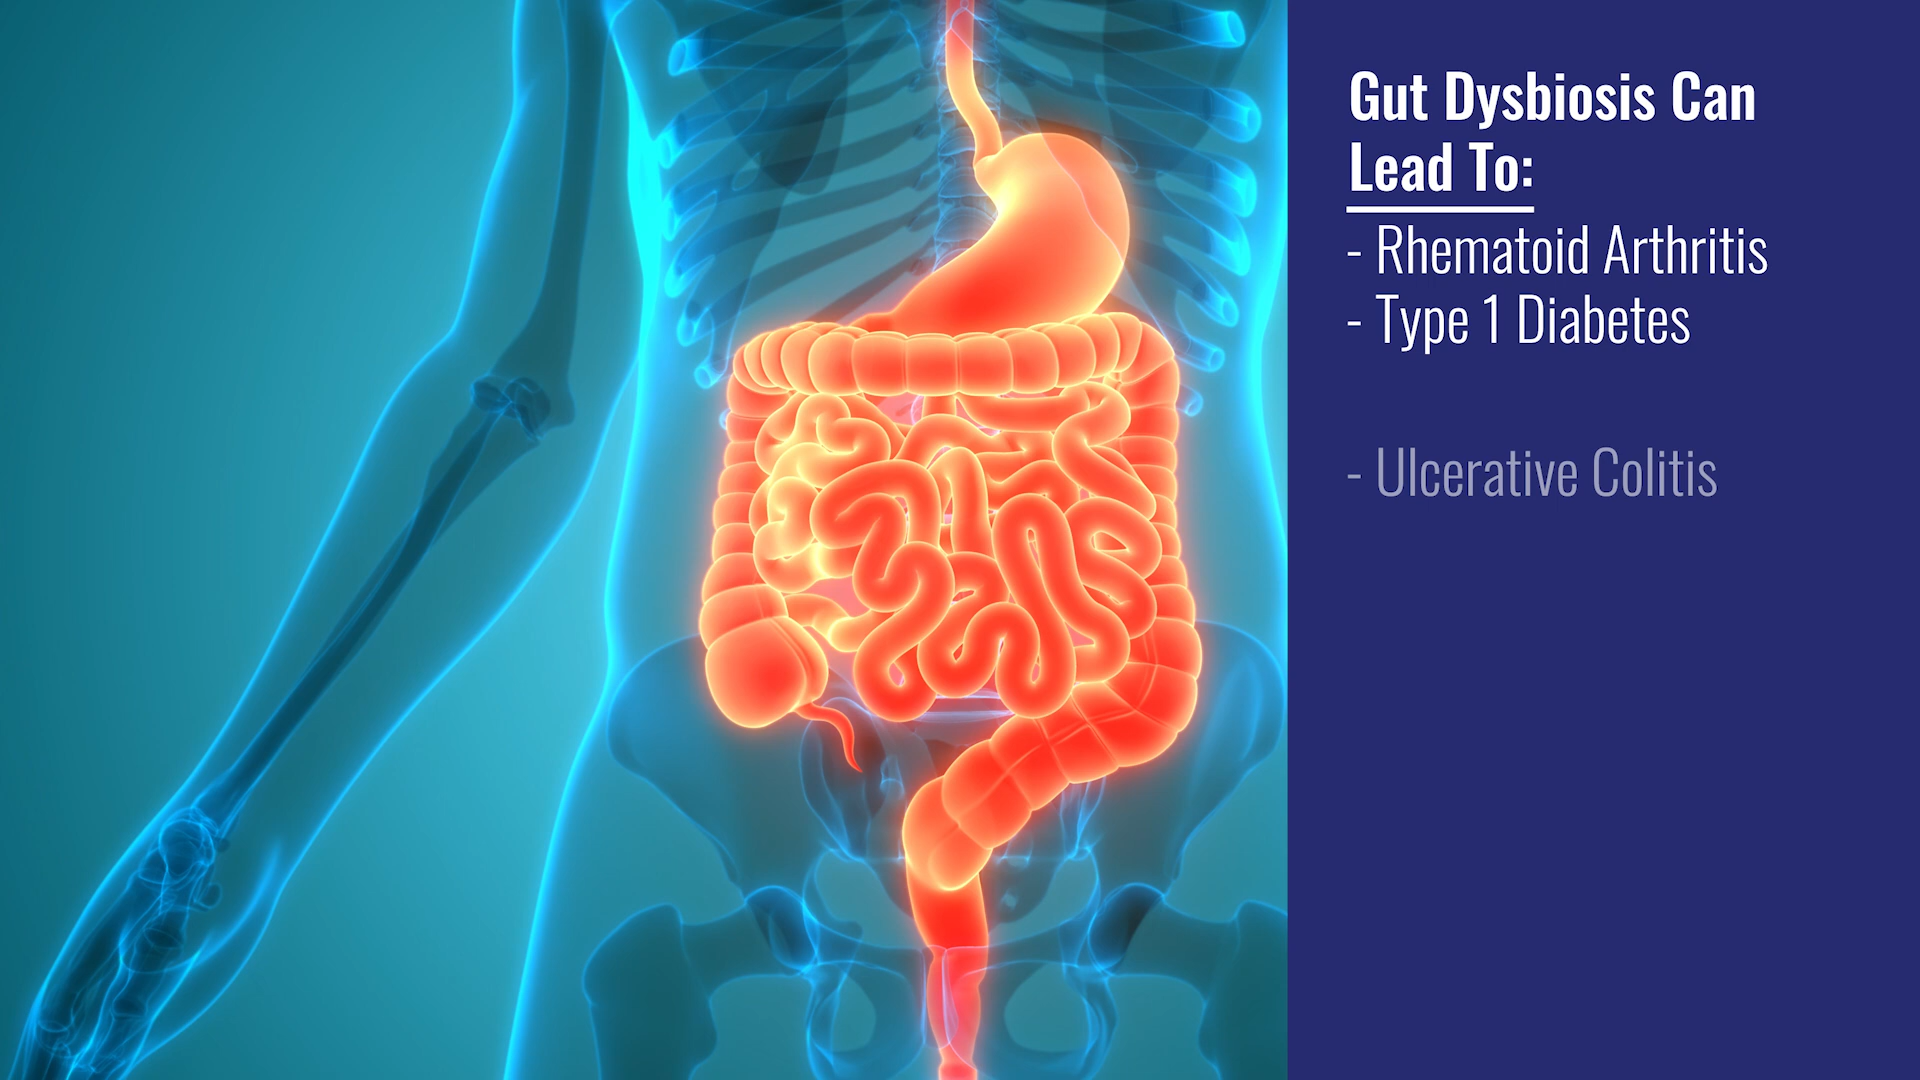 Gut Dysbiosis Can
Lead To:
- Rhematoid Arthritis
- Type 1 Diabetes
- Ulcerative Colitis